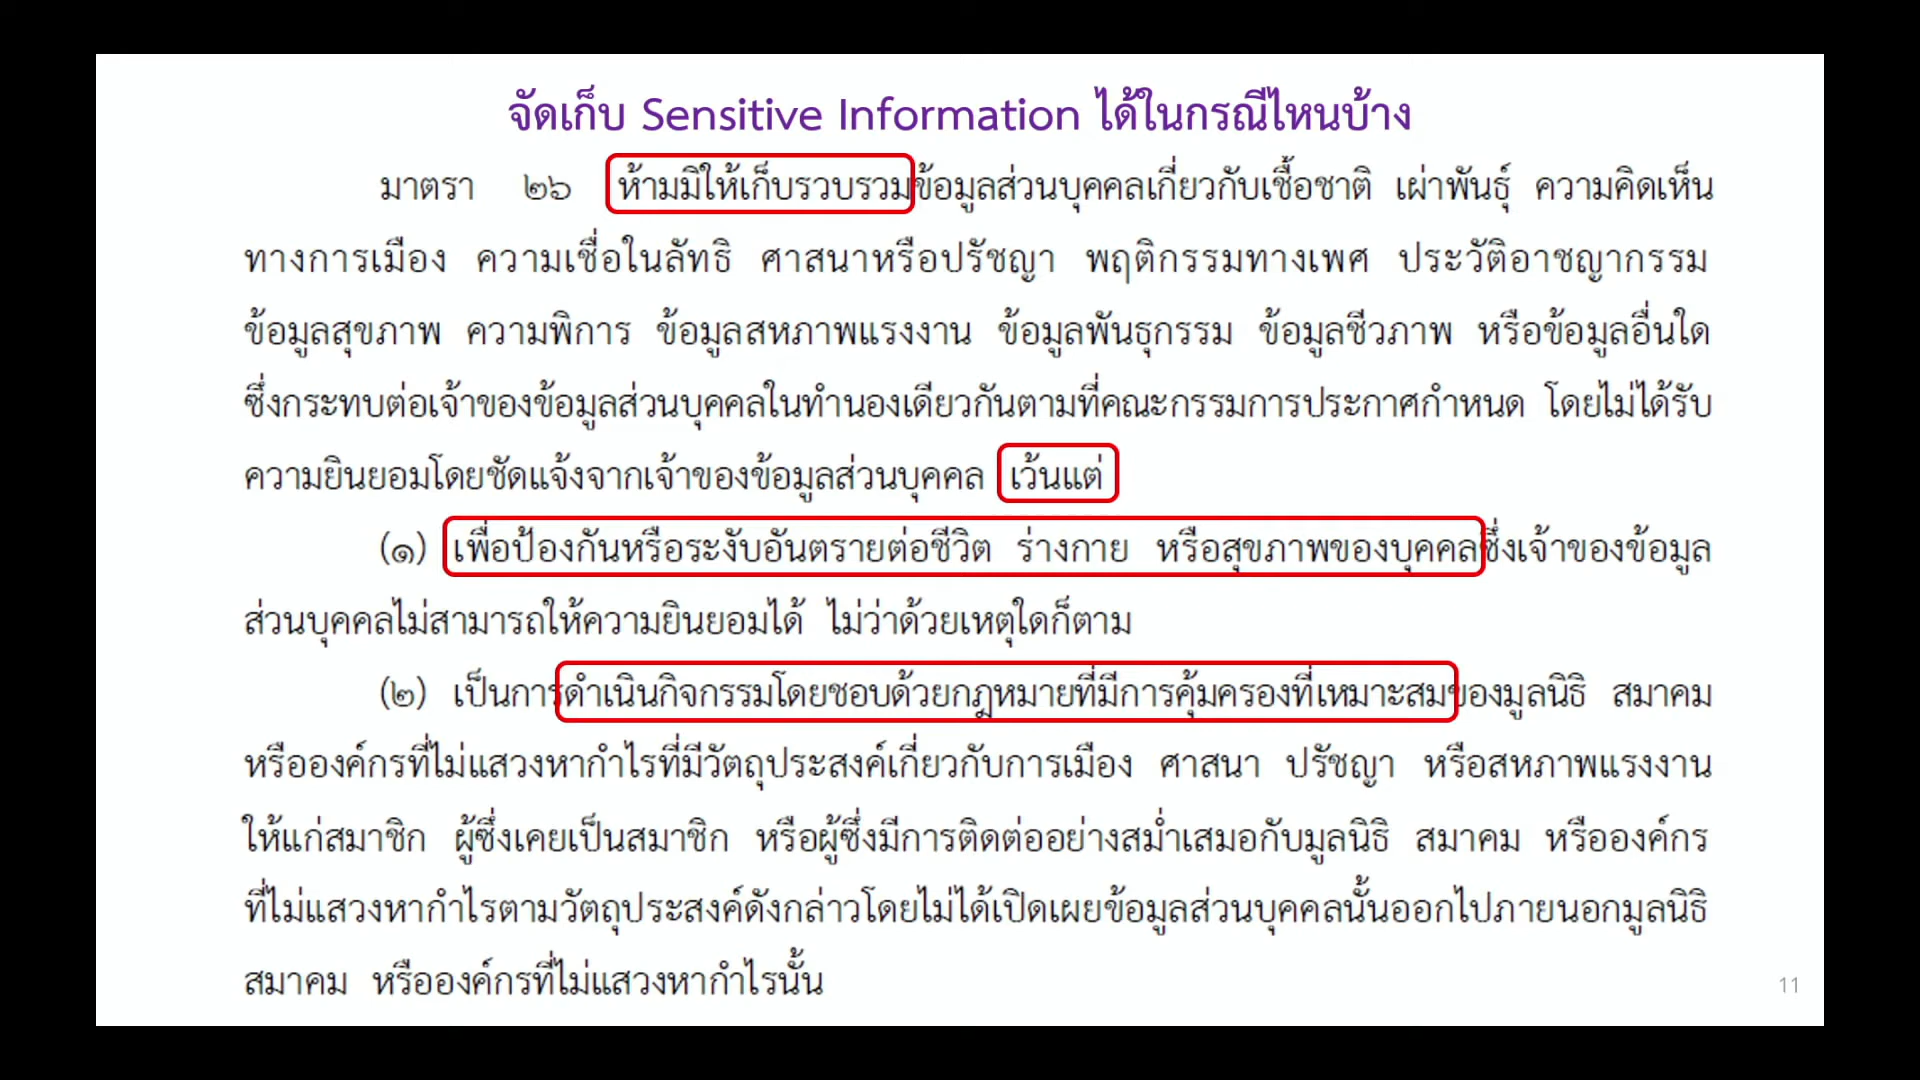 จัดเก็บ Sensitive Information ได้ในกรณีไหนบ้าง
มาตรา ๒๖ ห้ามมิให้เก็บรวบรวมข้อมูลส่วนบุคคลเกี่ยวกับเชื้อชาติ เผ่าพันธุ์ ความคิดเห็น
ทางการเมือง ความเชื่อในลัทธิ ศาสนาหรือปรัชญา พฤติกรรมทางเพศ ประวัติอาชญากรรม
ข้อมูลสุขภาพ ความพิการ ข้อมูลสหภาพแรงงาน ข้อมูลพันธุกรรม ข้อมูลชีวภาพ หรือข้อมูลอื่นใด
ซึ่งกระทบต่อเจ้าของข้อมูลส่วนบุคคลในทำนองเดียวกันตามที่คณะกรรมการประกาศกำหนด โดยไม่ได้รับ
ความยินยอมโดยชัดแจ้งจากเจ้าของข้อมูลส่วนบุคคล เว้นแต่
(๑) เพื่อป้องกันหรือระงับอันตรายต่อชีวิต ร่างกาย หรือสุขภาพของบุคคลซึ่งเจ้าของข้อมูล
ส่วนบุคคลไม่สามารถให้ความยินยอมได้ ไม่ว่าด้วยเหตุใดก็ตาม
(๒) เป็นการดำเนินกิจกรรมโดยชอบด้วยกฎหมายที่มีการคุ้มครองที่เหมาะสมของมูลนิธิ สมาคม
หรือองค์กรที่ไม่แสวงหากำไรที่มีวัตถุประสงค์เกี่ยวกับการเมือง ศาสนา ปรัชญา หรือสหภาพแรงงาน
ให้แก่สมาชิก ผู้ซึ่งเคยเป็นสมาชิก หรือผู้ซึ่งมีการติดต่ออย่างสม่ำเสมอกับมูลนิธิ สมาคม หรือองค์กร
ที่ไม่แสวงหากำไรตามวัตถุประสงค์ดังกล่าวโดยไม่ได้เปิดเผยข้อมูลส่วนบุคคลนั้นออกไปภายนอกมูลนิธิ
สมาคม หรือองค์กรที่ไม่แสวงหากำไรนั้น
11